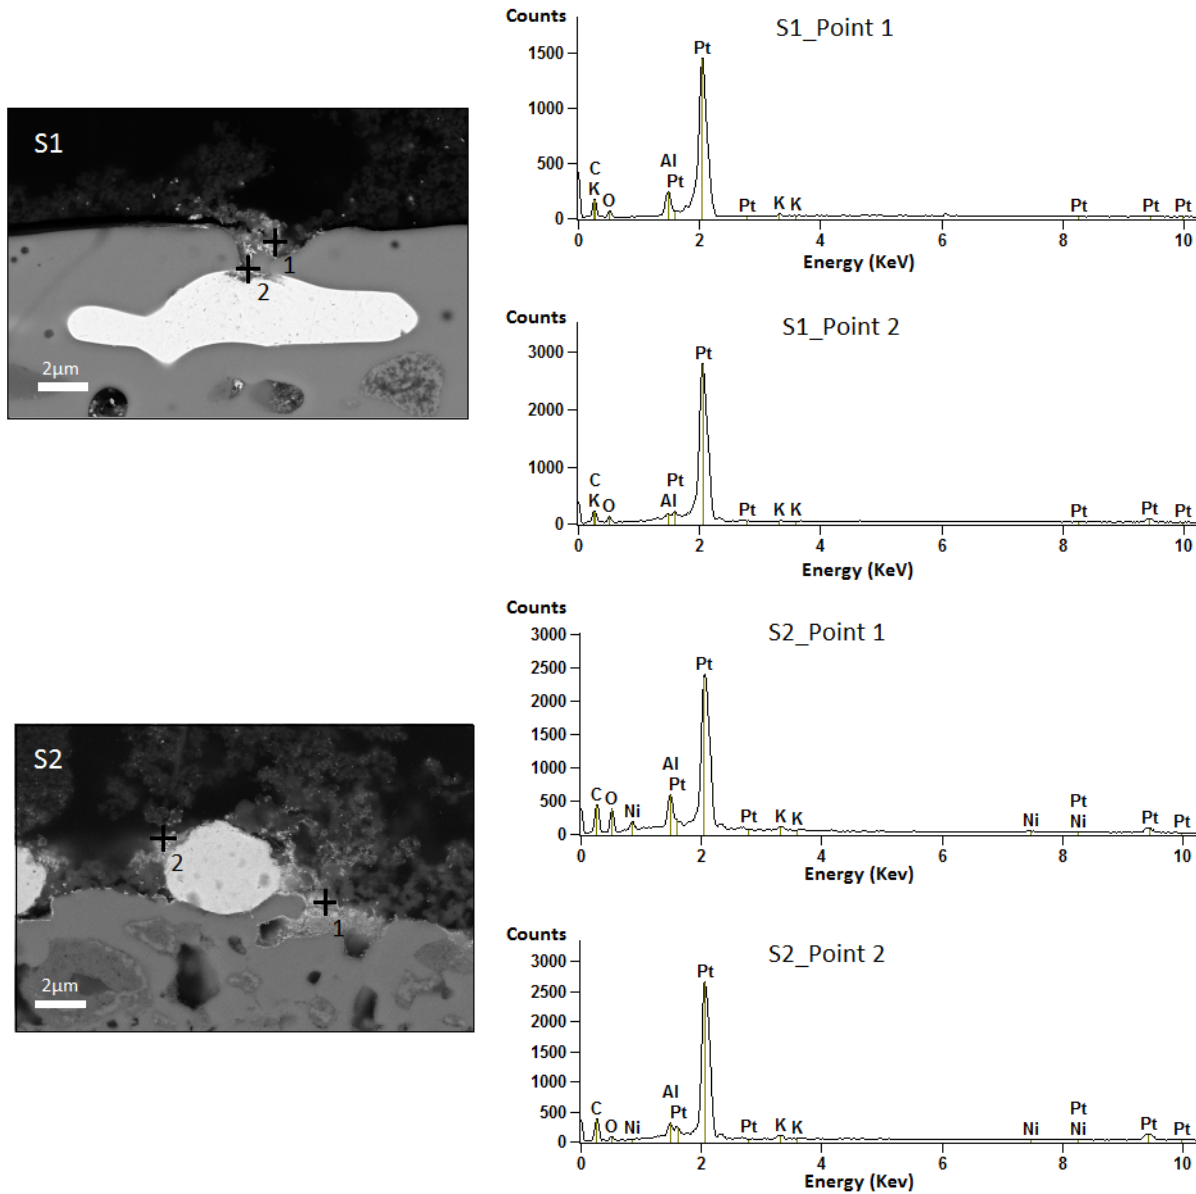 S1
1
2
2µm
Counts
S1_Point 1
1500
1000
500
0
Pt
C
K
O
Al
Pt
Pt
K K
Pt
Pt
Pt
0 2 4 6 8 10
Energy (KeV)
Counts
S1_Point 2
3000
2000
1000
0
Pt
C
K
O
Pt
Al
Pt
K K
Pt
Pt
Pt
0 2 4 6 8 10
Energy (KeV)
S2
2
1
2µm
Counts
S2_Point 1
3000
2500
2000
1500
1000
500
0
Pt
C
O
Ni
Al
Pt
Pt
K K
Ni
Pt
Ni
Pt
Pt
0 2 4 6 8 10
Energy (Kev)
Counts
S2_Point 2
3000
2500
2000
1500
1000
500
0
Pt
C
O
Ni
Al
Pt
Pt
K K
Ni
Pt
Ni
Pt
Pt
0 2 4 6 8 10
Energy (Kev)